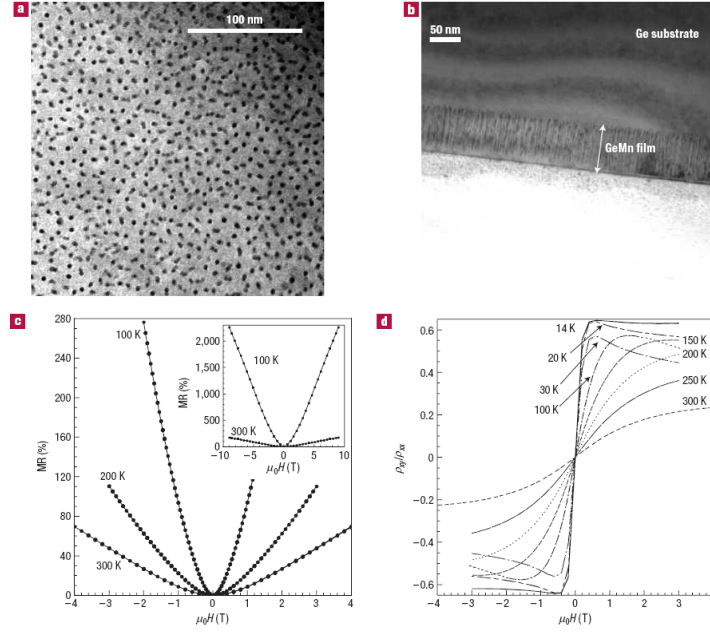 a
100 nm
b
50 nm
Ge substrate
GeMn film
c
280
240
200
160
120
80
40
0
MR (%)
100 K
200 K
300 K
–4
–3
–2
–1
0
1
2
3
4
μ0H (T)
2,000
1,500
1,000
500
0
MR (%)
100 K
300 K
–10
–5
0
5
10
μ0H (T)
d
0.6
0.4
0.2
0
–0.2
–0.4
–0.6
ρxy/ρxx
14 K
20 K
30 K
100 K
150 K
200 K
250 K
300 K
–4
–3
–2
–1
0
1
2
3
μ0H (T)